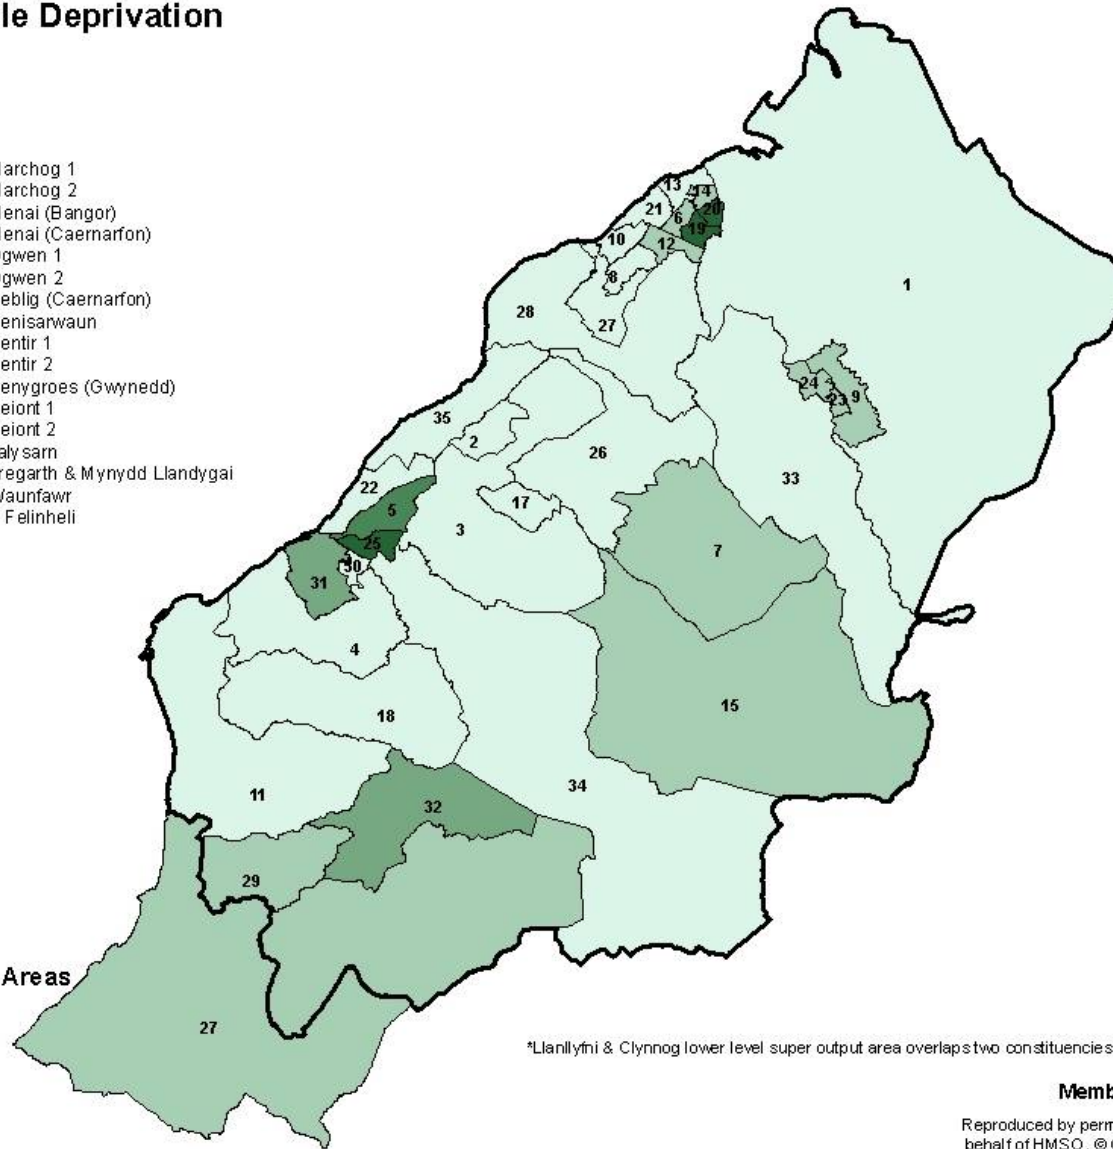 le Deprivation
larchog 1
larchog 2
lenai (Bangor)
lenai (Caernarfon)
gwen 1
gwen 2
eblig (Caernarfon)
enisarwaun
entir 1
entir 2
enygroes (Gwynedd)
eiont 1
eiont 2
alysarn
regarth & Mynydd Llandygai
Vaunfawr
Felinheli
13
14
21
20
6
19
10
12
8
1
28
27
24
9
23
35
2
26
33
22
17
5
3
25
7
30
31
4
15
18
34
11
32
29
Areas
27
*Llanllyfni & Clynnog lower level super output area overlaps two constituencies
Memb
Reproduced by perm
behalf of HMSO. ©